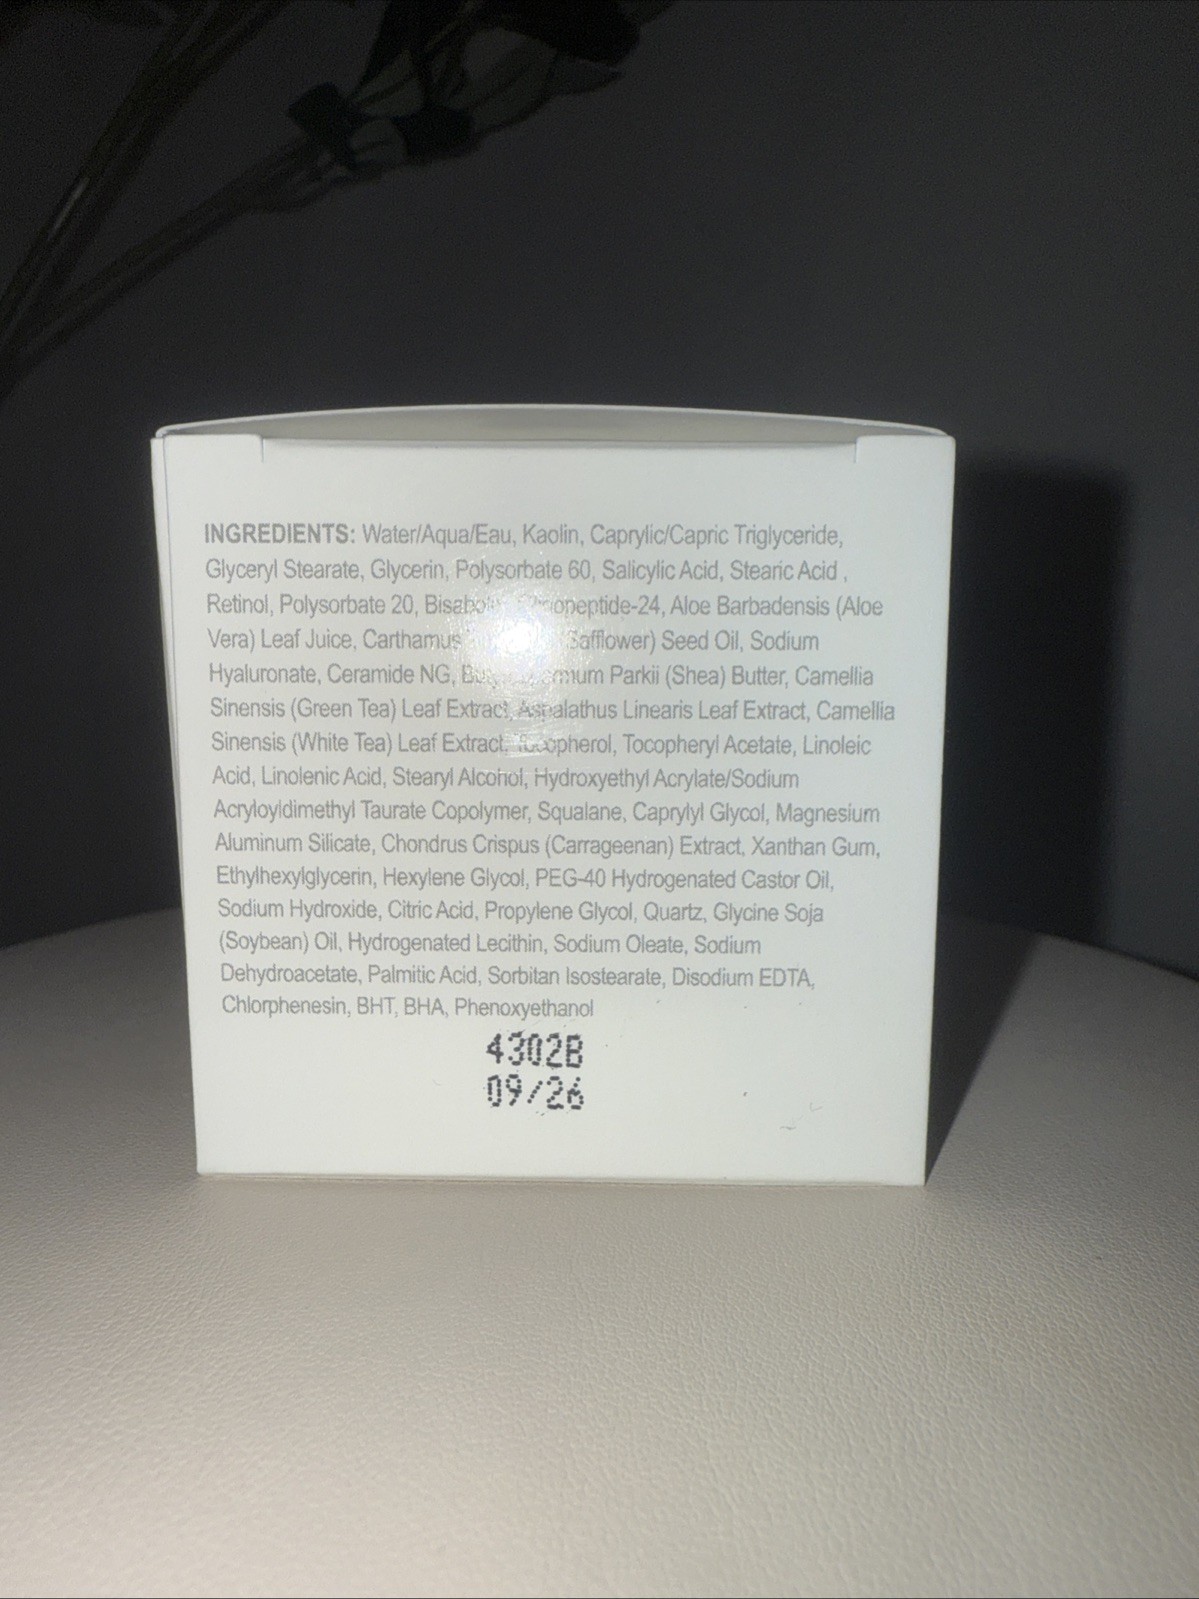 INGREDIENTS: Water/Aqua/Eau, Kaolin, Caprylic/Capric Triglyceride,
Glyceryl Stearate, Glycerin, Polysorbate 60, Salicylic Acid, Stearic Acid ,
Retinol, Polysorbate 20, Aloe Barbadensis (Aloe
Vera) Leaf Juice, Carthamus (Safflower) Seed Oil, Sodium
Hyaluronate, Ceramide NG, Parkii (Shea) Butter, Camellia
Sinensis (Green Tea) Leaf Extract, Aspalathus Linearis Leaf Extract, Camellia
Sinensis (White Tea) Leaf Extract, Tocopherol, Tocopheryl Acetate, Linoleic
Acid, Linolenic Acid, Stearyl Alcohol, Hydroxyethyl Acrylate/Sodium
Acryloyldimethyl Taurate Copolymer, Squalane, Caprylyl Glycol, Magnesium
Aluminum Silicate, Chondrus Crispus (Carrageenan) Extract, Xanthan Gum,
Ethylhexylglycerin, Hexylene Glycol, PEG-40 Hydrogenated Castor Oil,
Sodium Hydroxide, Citric Acid, Propylene Glycol, Quartz, Glycine Soja
(Soybean) Oil, Hydrogenated Lecithin, Sodium Oleate, Sodium
Dehydroacetate, Palmitic Acid, Sorbitan Isostearate, Disodium EDTA,
Chlorphenesin, BHT, BHA, Phenoxyethanol
4302B
09/26